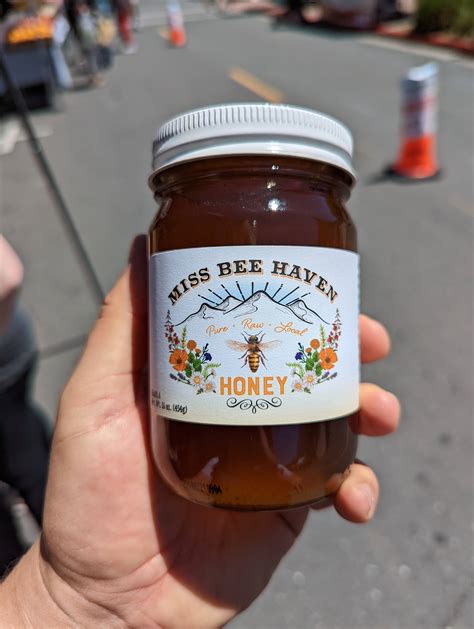 MISS BEE HAVEN
Pure · Raw · Local
HONEY